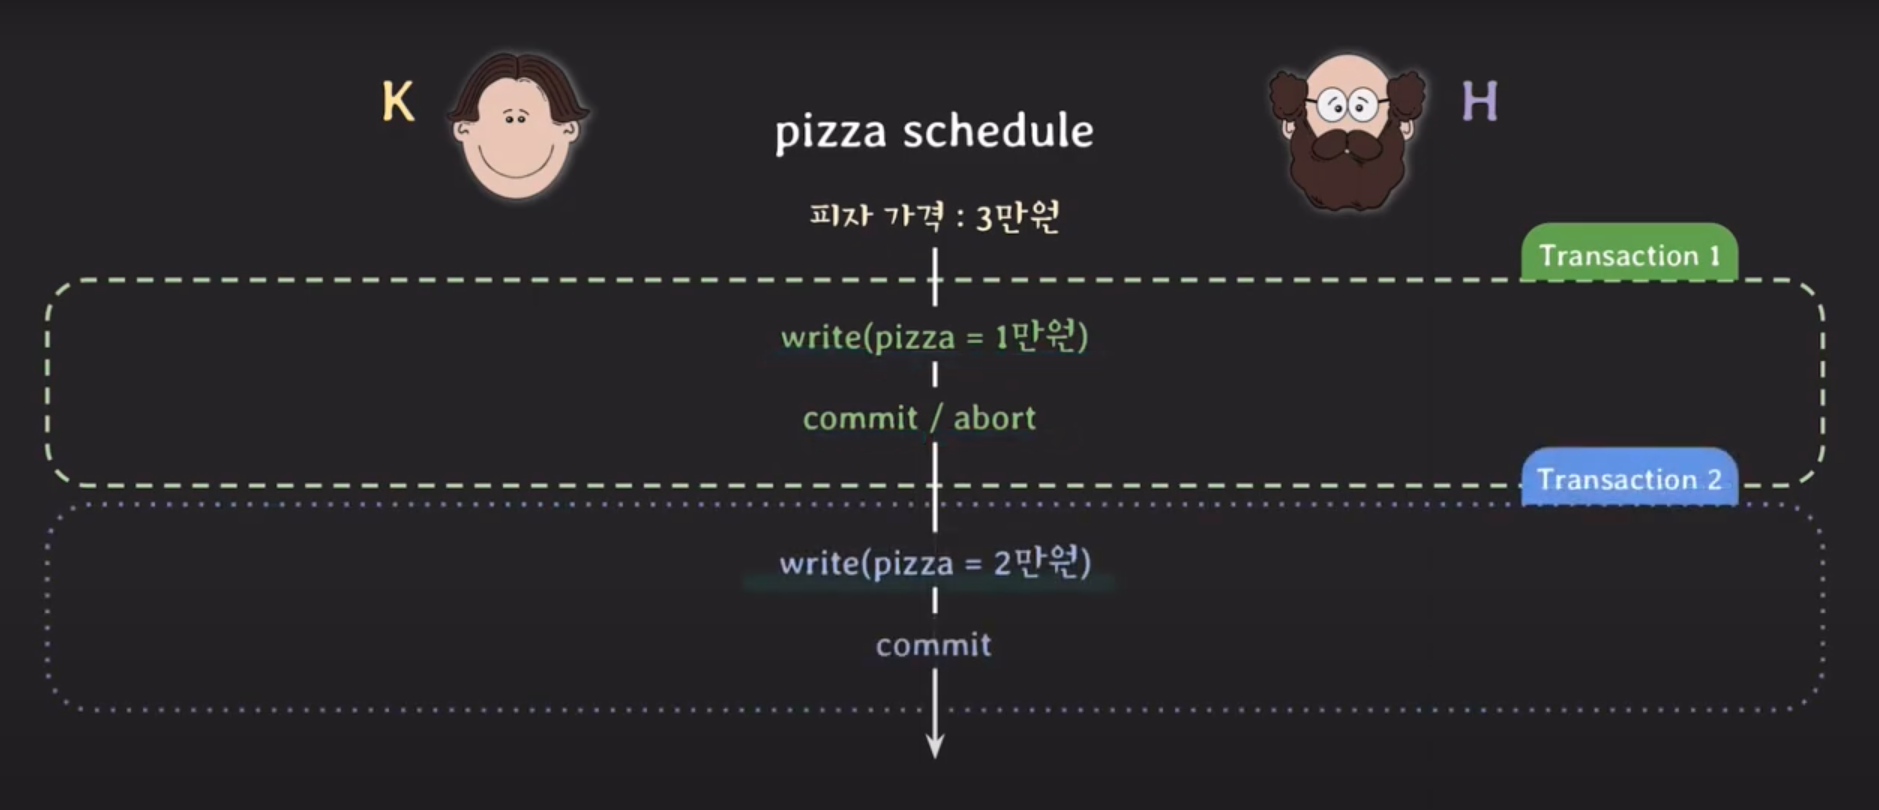 K
H
pizza schedule
피자 가격 : 3만원
Transaction 1
write(pizza = 1만원)
commit / abort
Transaction 2
write(pizza = 2만원)
commit